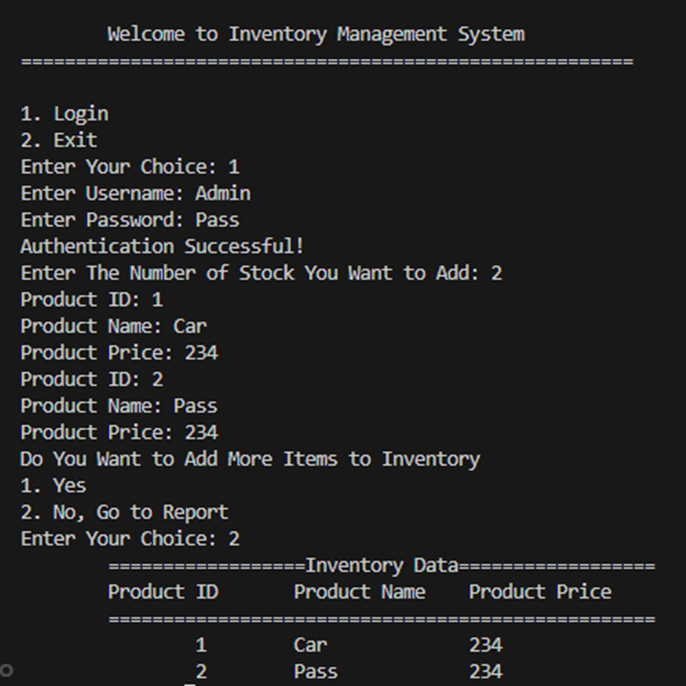 Welcome to Inventory Management System
========================================================
1. Login
2. Exit
Enter Your Choice: 1
Enter Username: Admin
Enter Password: Pass
Authentication Successful!
Enter The Number of Stock You Want to Add: 2
Product ID: 1
Product Name: Car
Product Price: 234
Product ID: 2
Product Name: Pass
Product Price: 234
Do You Want to Add More Items to Inventory
1. Yes
2. No, Go to Report
Enter Your Choice: 2
==================Inventory Data==================
Product ID Product Name Product Price
==================================================
1 Car 234
2 Pass 234